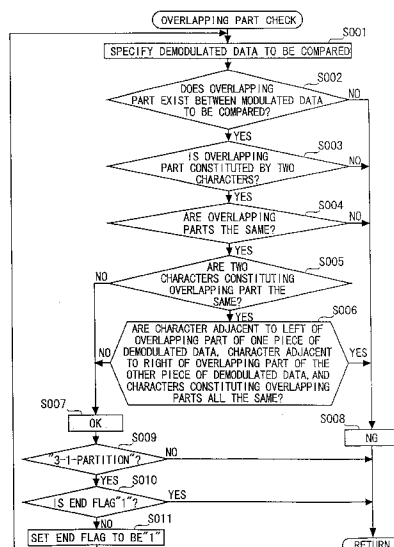 OVERLAPPING PART CHECK
S001
SPECIFY DEMODULATED DATA TO BE COMPARED
S002
DOES OVERLAPPING
PART EXIST BETWEEN MODULATED DATA
TO BE COMPARED?
NO
YES
S003
IS OVERLAPPING
PART CONSTITUTED BY TWO
CHARACTERS?
NO
YES
S004
ARE OVERLAPPING
PARTS THE SAME?
NO
YES
S005
ARE TWO
CHARACTERS CONSTITUTING
OVERLAPPING PART THE
SAME?
NO
YES
S006
ARE CHARACTER ADJACENT TO LEFT OF
OVERLAPPING PART OF ONE PIECE OF
DEMODULATED DATA, CHARACTER ADJACENT
TO RIGHT OF OVERLAPPING PART OF THE
OTHER PIECE OF DEMODULATED DATA, AND
CHARACTERS CONSTITUTING OVERLAPPING
PARTS ALL THE SAME?
NO
YES
S007
OK
S008
NG
S009
"3-1-PARTITION"?
NO
YES
S010
IS END FLAG"1"?
YES
NO
S011
SET END FLAG TO BE"1"
RETURN